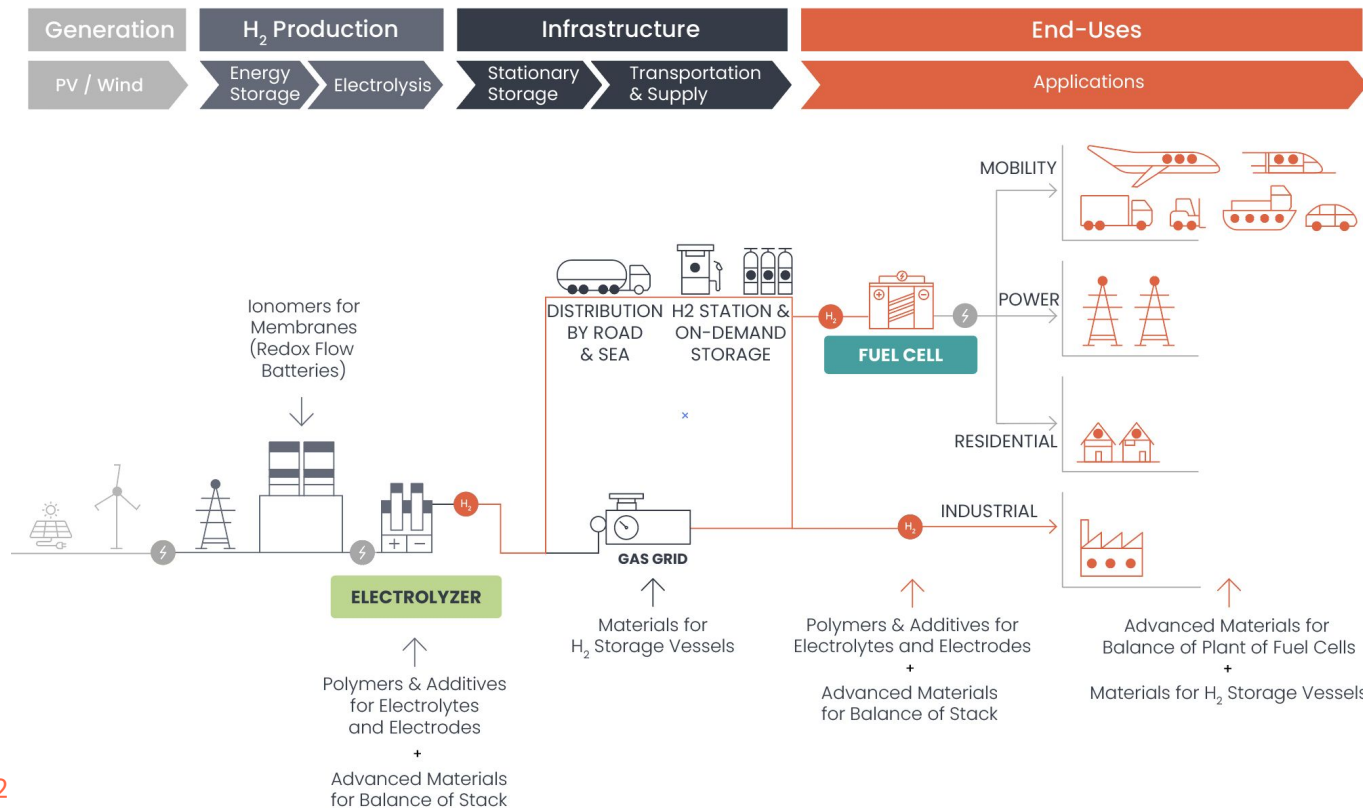 Generation
H₂ Production
Infrastructure
End-Uses
PV / Wind
Energy
Storage
Electrolysis
Stationary
Storage
Transportation
& Supply
Applications
MOBILITY
POWER
RESIDENTIAL
INDUSTRIAL
Ionomers for
Membranes
(Redox Flow
Batteries)
DISTRIBUTION
BY ROAD
& SEA
H2 STATION &
ON-DEMAND
STORAGE
H₂
FUEL CELL
H₂
H₂
+ −
+ −
GAS GRID
ELECTROLYZER
Materials for
H₂ Storage Vessels
Polymers & Additives
for Electrolytes
and Electrodes
+
Advanced Materials
for Balance of Stack
Polymers & Additives for
Electrolytes and Electrodes
+
Advanced Materials
for Balance of Stack
Advanced Materials for
Balance of Plant of Fuel Cells
+
Materials for H₂ Storage Vessels
2